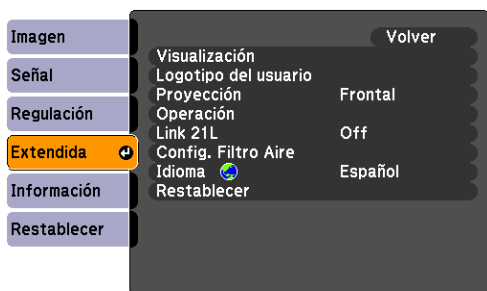 Imagen
Señal
Regulación
Extendida
Información
Restablecer
Volver
Visualización
Logotipo del usuario
Proyección Frontal
Operación
Link 21L Off
Config. Filtro Aire
Idioma Español
Restablecer